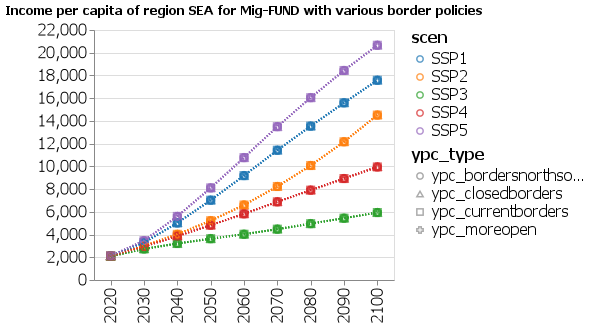 Income per capita of region SEA for Mig-FUND with various border policies
22,000
20,000
18,000
16,000
14,000
12,000
10,000
8,000
6,000
4,000
2,000
0
2020
2030
2040
2050
2060
2070
2080
2090
2100
scen
SSP1
SSP2
SSP3
SSP4
SSP5
ypc_type
ypc_bordersnorthso...
ypc_closedborders
ypc_currentborders
ypc_moreopen